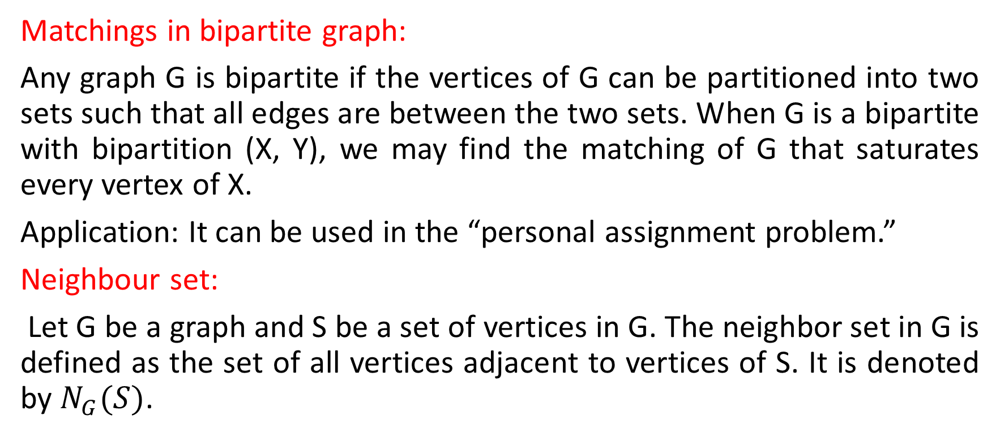 Matchings in bipartite graph:
Any graph G is bipartite if the vertices of G can be partitioned into two
sets such that all edges are between the two sets. When G is a bipartite
with bipartition (X, Y), we may find the matching of G that saturates
every vertex of X.
Application: It can be used in the “personal assignment problem.”
Neighbour set:
Let G be a graph and S be a set of vertices in G. The neighbor set in G is
defined as the set of all vertices adjacent to vertices of S. It is denoted
by $N_G(S)$.